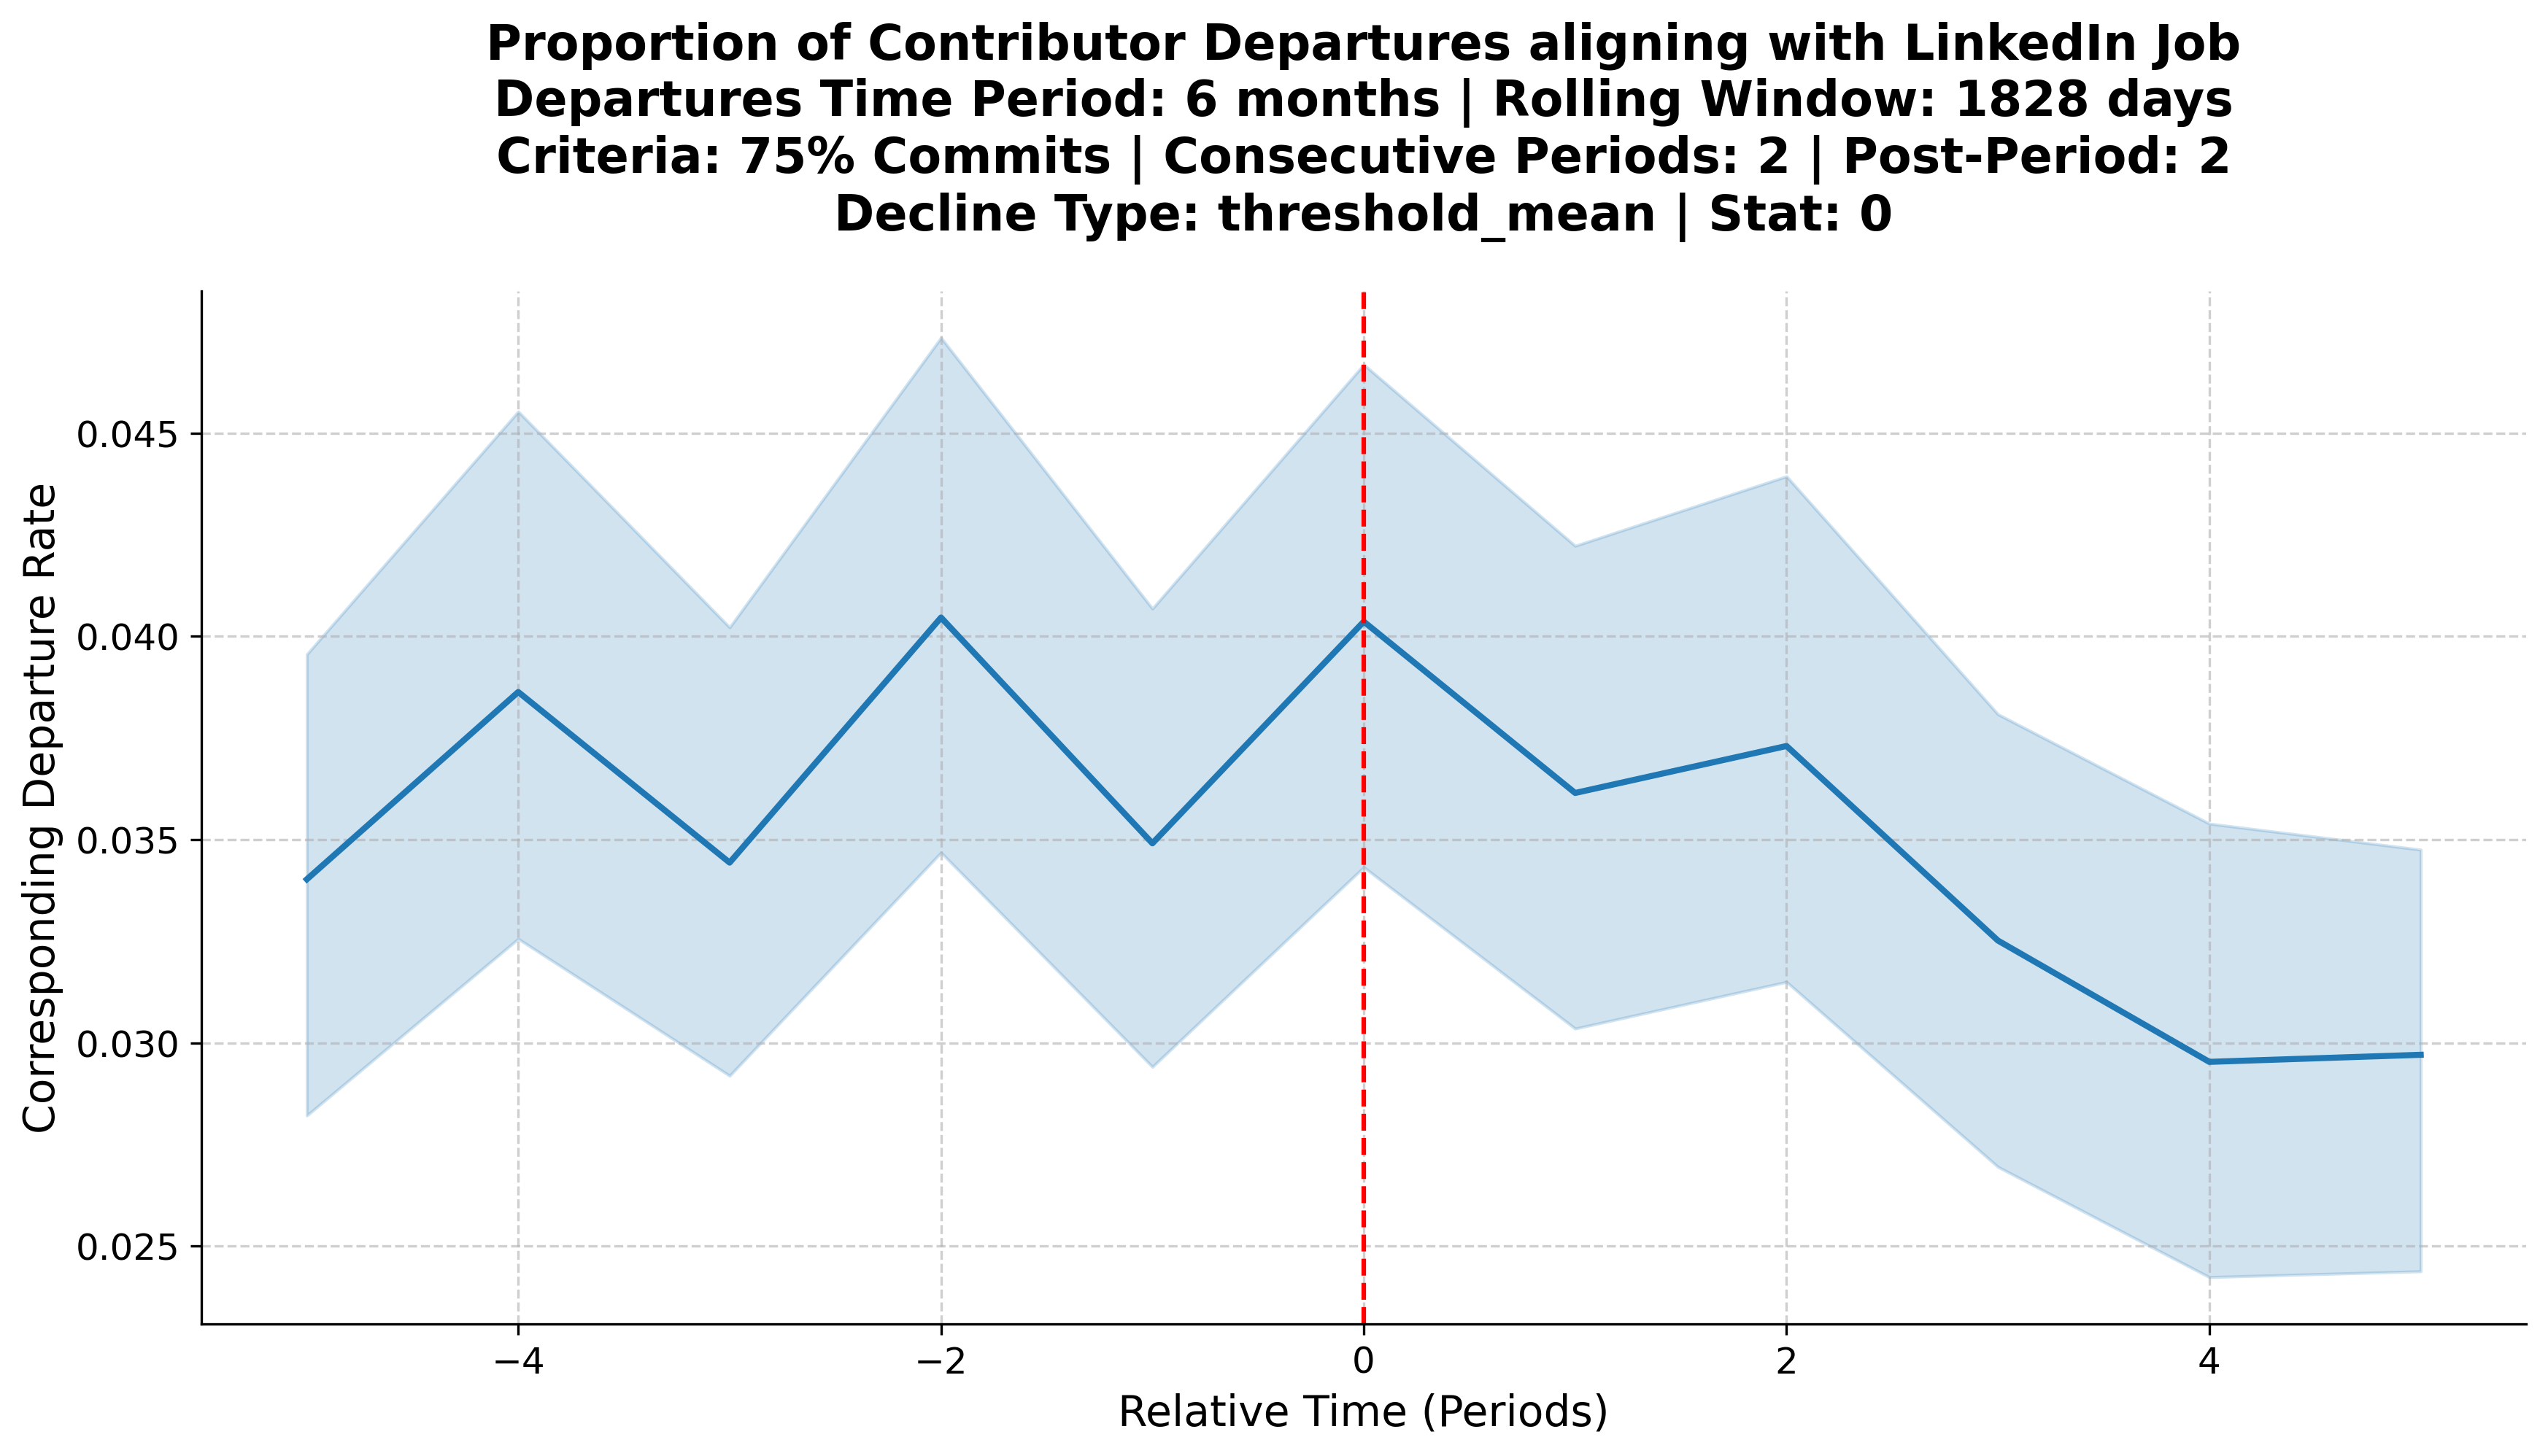 Proportion of Contributor Departures aligning with LinkedIn Job
Departures Time Period: 6 months | Rolling Window: 1828 days
Criteria: 75% Commits | Consecutive Periods: 2 | Post-Period: 2
Decline Type: threshold_mean | Stat: 0
Corresponding Departure Rate
0.045
0.040
0.035
0.030
0.025
−4
−2
0
2
4
Relative Time (Periods)